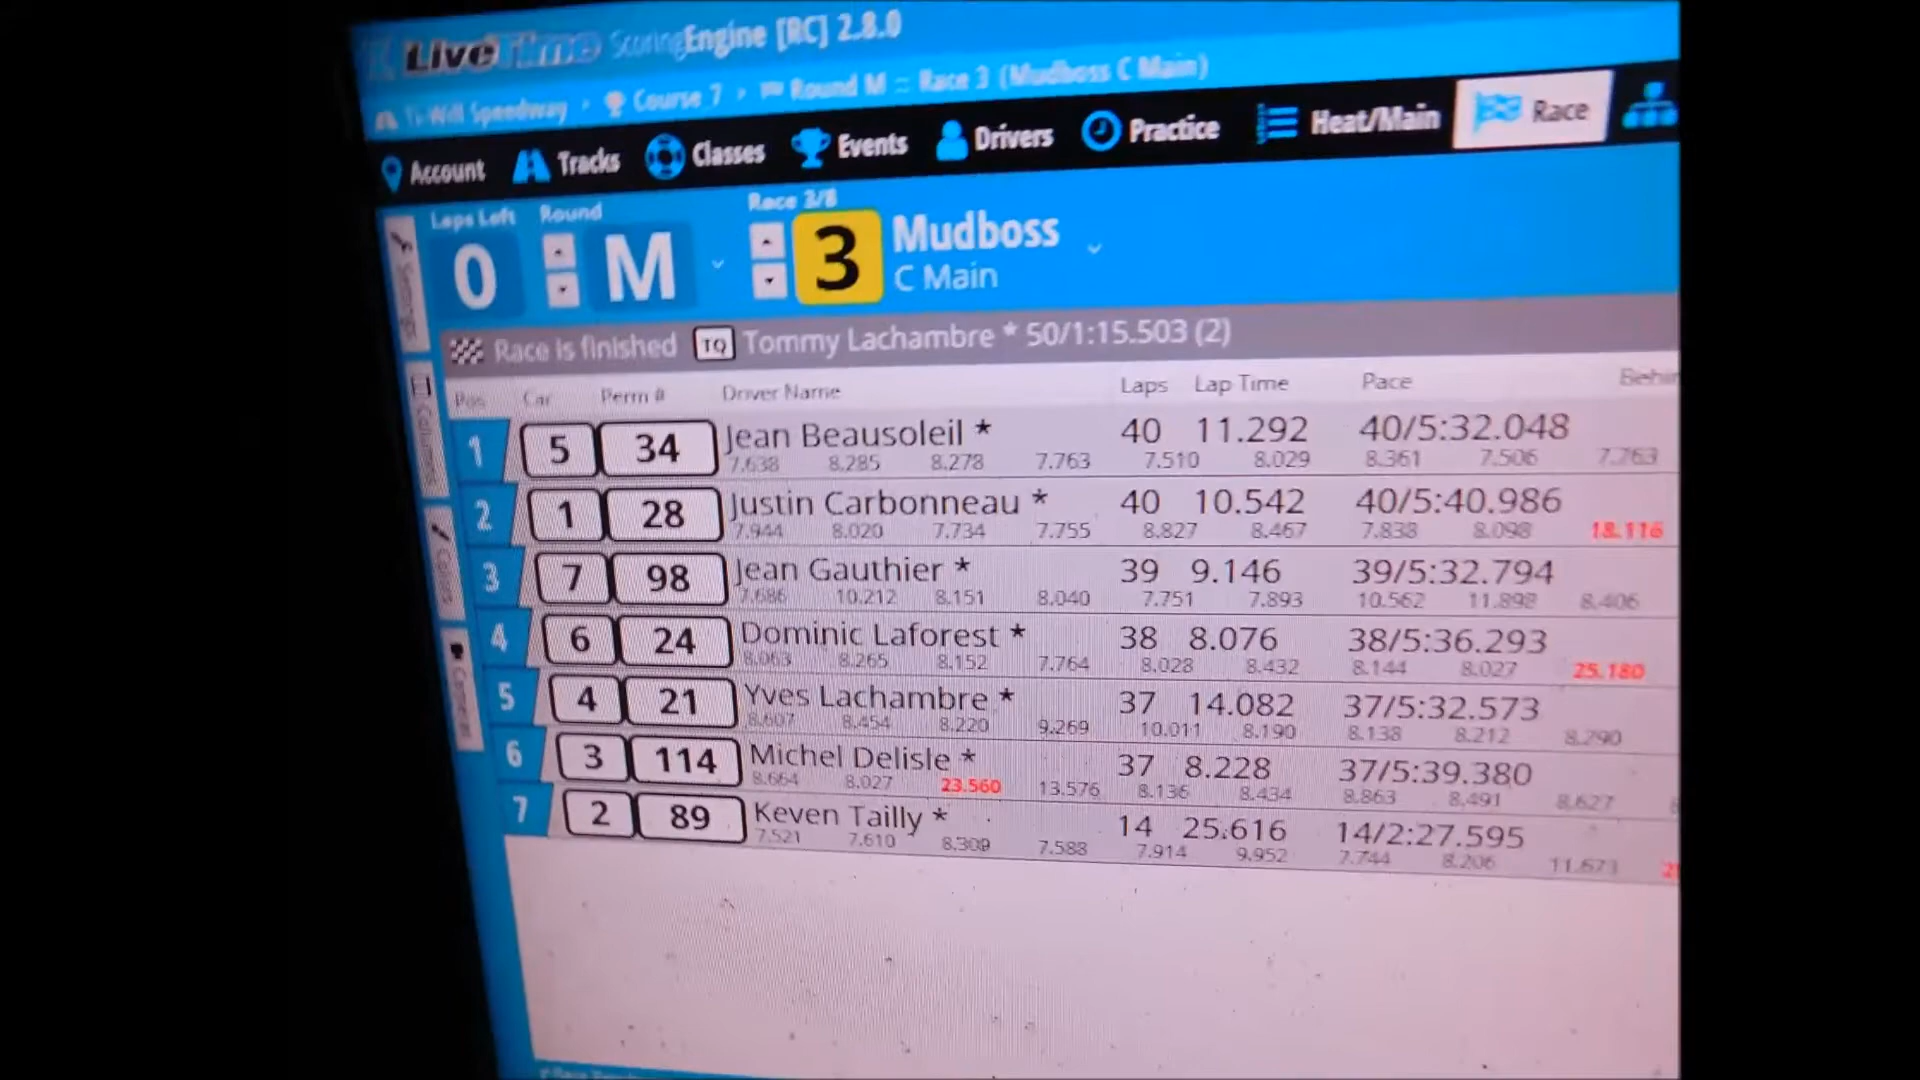 LiveTime ScoringEngine [RC] 2.8.0
Ti-Will Speedway > Course 7 > Round M :: Race 3 (Mudboss C Main)
Account Tracks Classes Events Drivers Practice Heat/Main Race
Laps Left Round Race 3/8
0 M 3 Mudboss
C Main
Settings
Columns
Colors
Race is finished TQ Tommy Lachambre * 50/1:15.503 (2)
Pos Car Perm # Driver Name Laps Lap Time Pace
1 5 34 Jean Beausoleil * 40 11.292 40/5:32.048
7.638 8.285 8.278 7.763 7.510 8.029 8.361 7.506 7.763
2 1 28 Justin Carbonneau * 40 10.542 40/5:40.986
7.944 8.020 7.734 7.755 8.827 8.467 7.838 8.098 18.116
3 7 98 Jean Gauthier * 39 9.146 39/5:32.794
7.686 10.212 8.151 8.040 7.751 7.893 10.562 11.898 8.406
4 6 24 Dominic Laforest * 38 8.076 38/5:36.293
8.063 8.265 8.152 7.764 8.028 8.432 8.144 8.027 25.180
5 4 21 Yves Lachambre * 37 14.082 37/5:32.573
8.607 8.454 8.220 9.269 10.011 8.190 8.138 8.212 8.290
6 3 114 Michel Delisle * 37 8.228 37/5:39.380
8.664 8.027 23.560 13.576 8.136 8.434 8.863 8.491 8.627
7 2 89 Keven Tailly * 14 25.616 14/2:27.595
7.521 7.610 8.309 7.588 7.914 9.952 7.744 8.206 11.673